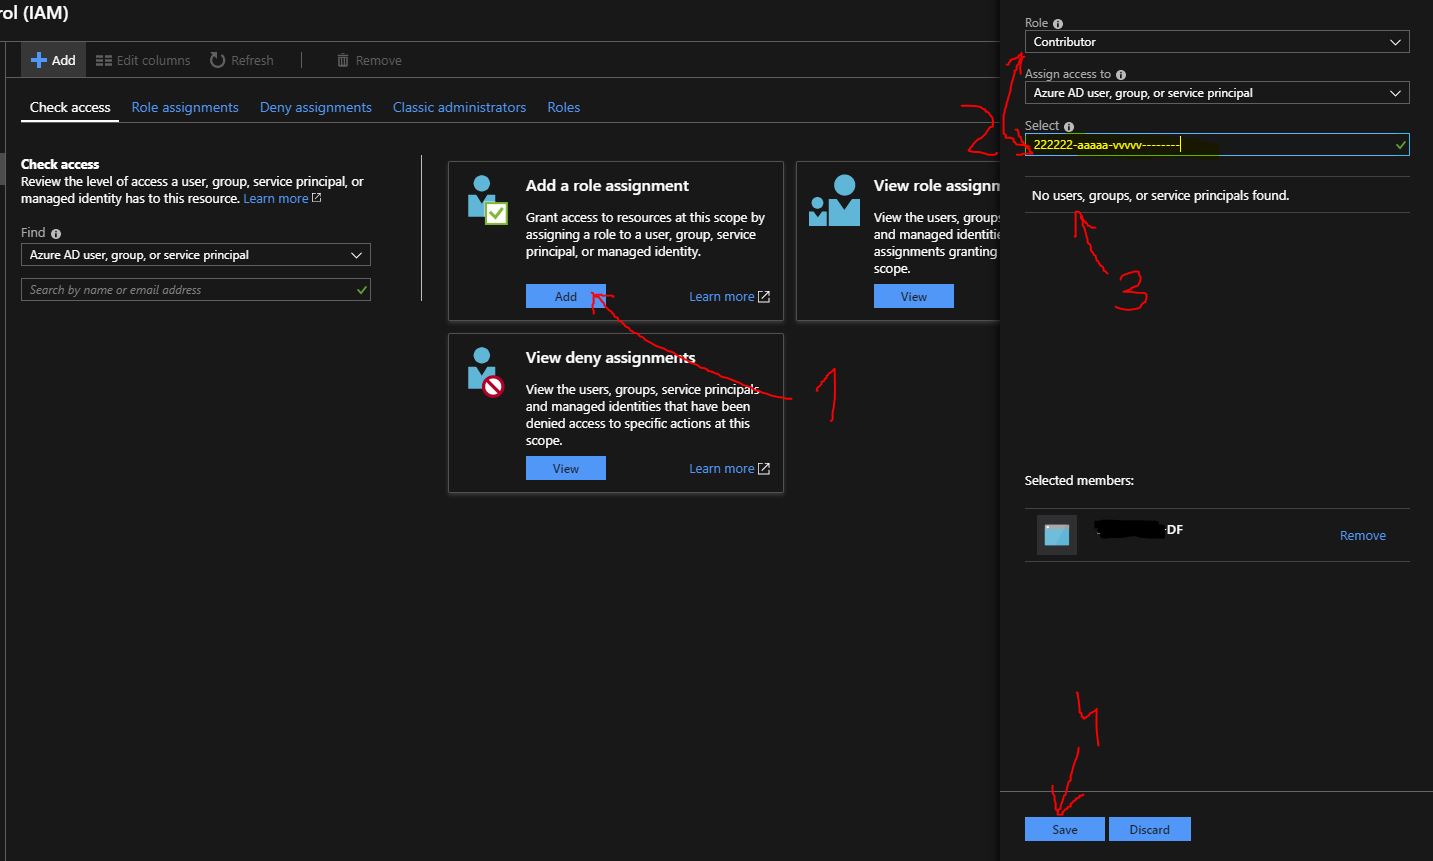 rol (IAM)
Add
Edit columns
Refresh
Remove
Check access
Role assignments
Deny assignments
Classic administrators
Roles
Check access
Review the level of access a user, group, service principal, or
managed identity has to this resource. Learn more
Find
Azure AD user, group, or service principal
Search by name or email address
Add a role assignment
Grant access to resources at this scope by
assigning a role to a user, group, service
principal, or managed identity.
Add
Learn more
1
View role assignm
View the users, groups
and managed identitie
assignments granting
scope.
View
View deny assignments
View the users, groups, service principals
and managed identities that have been
denied access to specific actions at this
scope.
View
Learn more
Role
Contributor
Assign access to
Azure AD user, group, or service principal
2
Select
222222-aaaaa-vvvvv--------
No users, groups, or service principals found.
3
Selected members:
-DF
Remove
4
Save
Discard